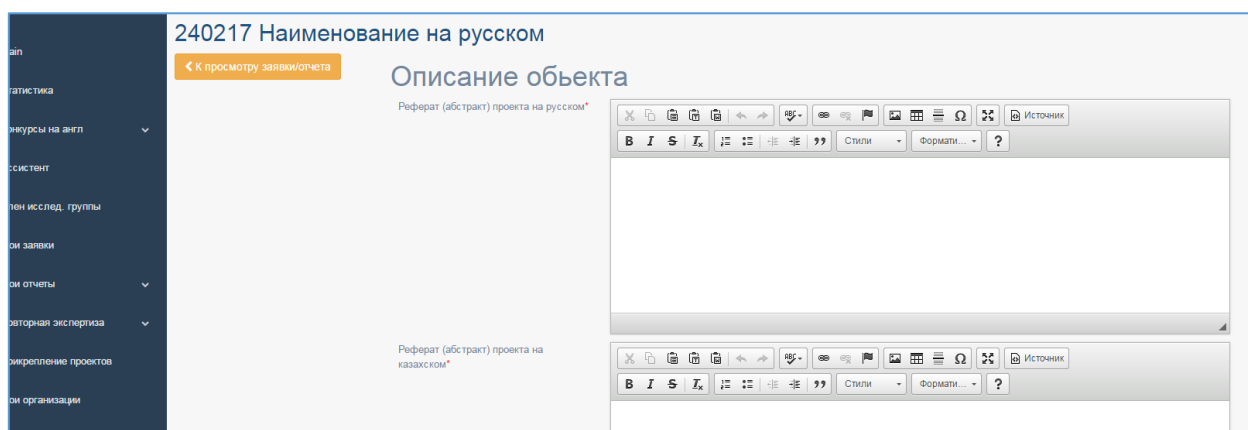 240217 Наименование на русском
ain
К просмотру заявки/отчета
Описание обьекта
татистика
Реферат (абстракт) проекта на русском*
Источник
онкурсы на англ
Стили
Формати...
?
ссистент
лен исслед. группы
ои заявки
ои отчеты
овторная экспертиза
Реферат (абстракт) проекта на
казахском*
Источник
рикрепление проектов
Стили
Формати...
?
ои организации